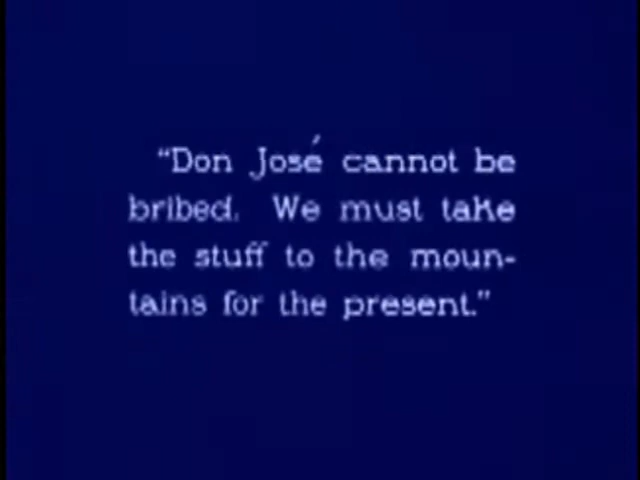 “Don José cannot be
bribed. We must take
the stuff to the moun-
tains for the present.”